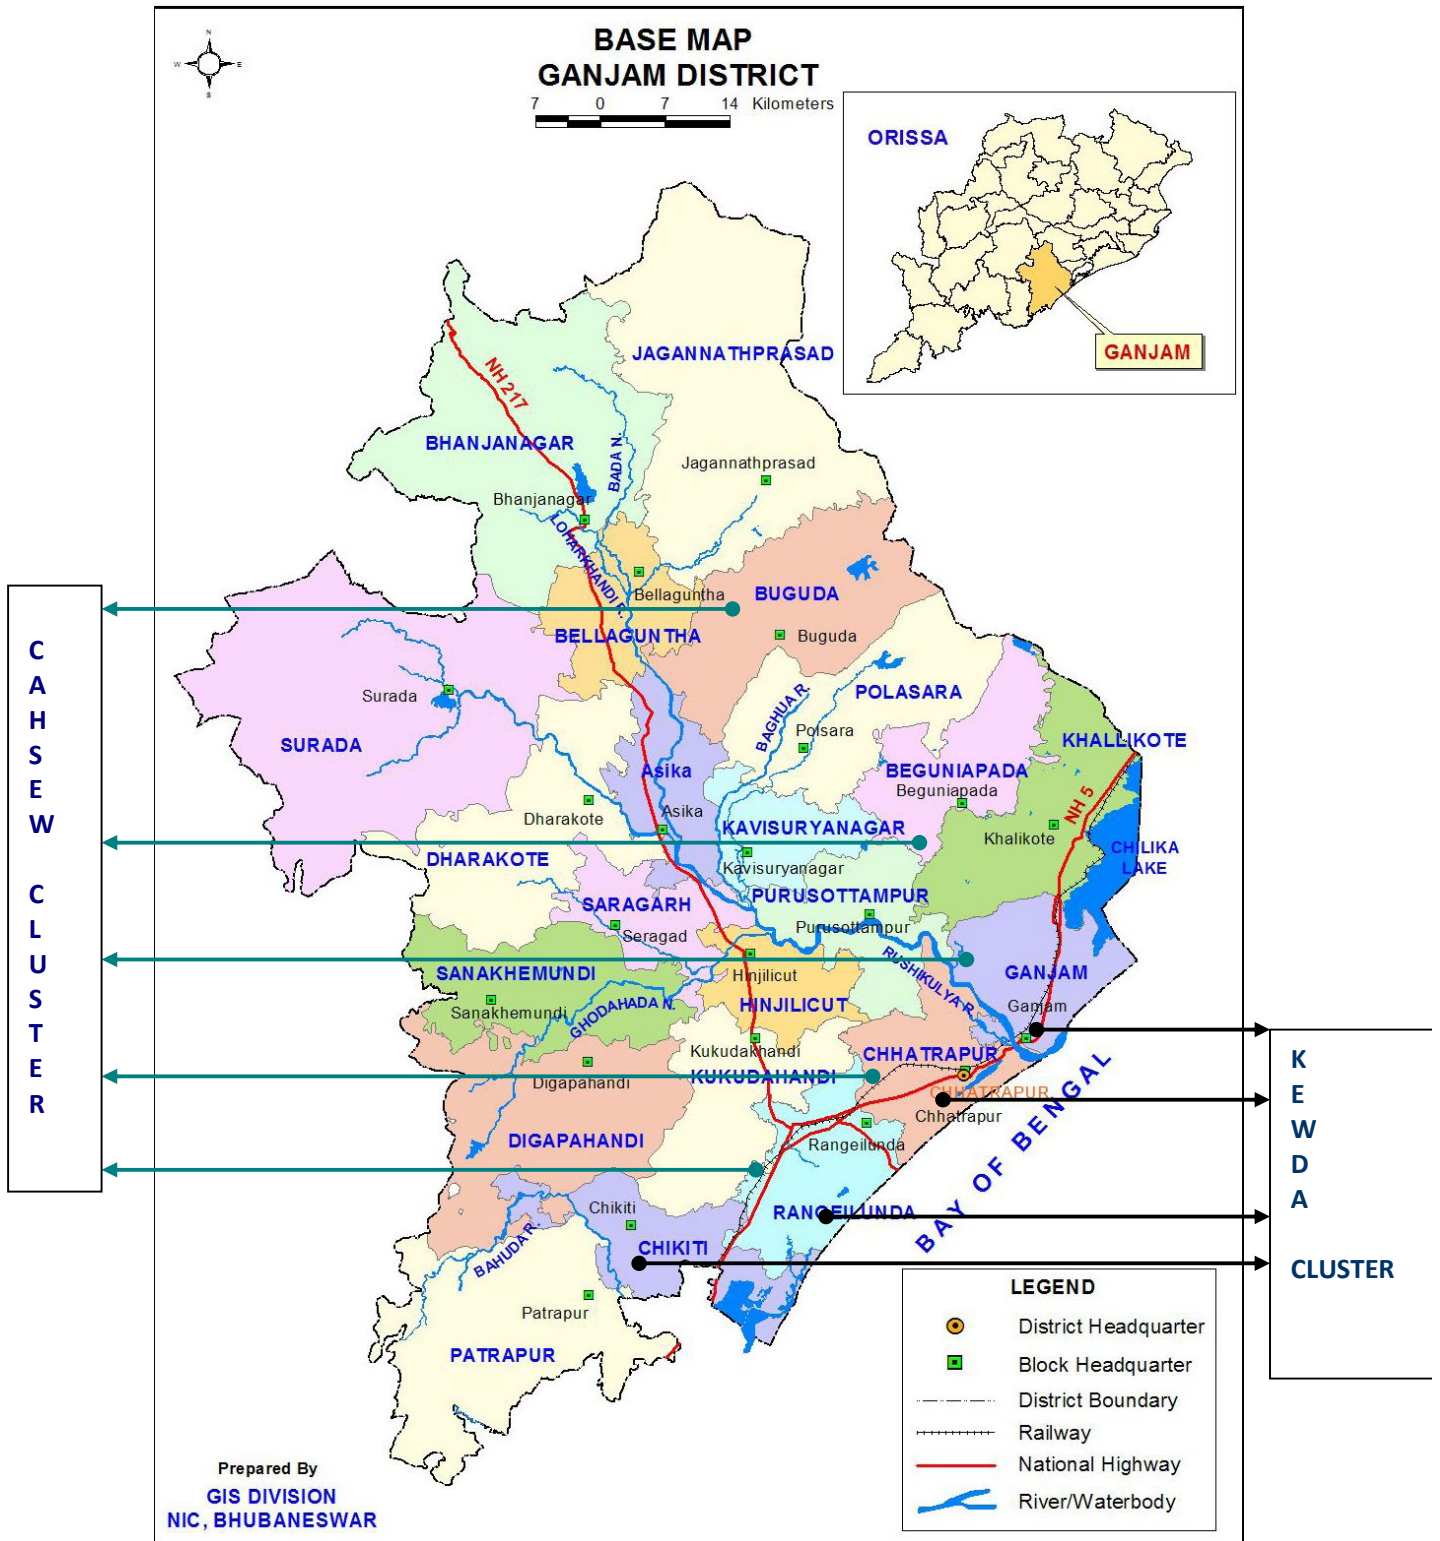 BASE MAP
GANJAM DISTRICT
N
W
E
S
7 0 7 14 Kilometers
ORISSA
GANJAM
JAGANNATHPRASAD
NH 217
BHANJANAGAR
BADA N.
Jagannathprasad
Bhanjanagar
LOHARKHANDI R.
Bellaguntha
BUGUDA
BELLAGUNTHA
Buguda
Surada
POLASARA
BAGHUA R.
Polsara
SURADA
KHALLIKOTE
Asika
BEGUNIAPADA
Beguniapada
NH 5
Dharakote
Asika
KAVISURYANAGAR
Khalikote
CHILIKA
LAKE
DHARAKOTE
Kavisuryanagar
SARAGARH
PURUSOTTAMPUR
Seragad
Purusottampur
SANAKHEMUNDI
Hinjilicut
RUSHIKULYA R.
GANJAM
Sanakhemundi
GHODAHADA N.
HINJILICUT
Ganjam
Kukudakhandi
CHHATRAPUR
KUKUDAHANDI
Digapahandi
CHHATRAPUR
Chhatrapur
DIGAPAHANDI
Rangeilunda
BAY OF BENGAL
Chikiti
RANGEILUNDA
BAHUDA R.
CHIKITI
Patrapur
PATRAPUR
C
A
H
S
E
W
C
L
U
S
T
E
R
K
E
W
D
A
CLUSTER
LEGEND
District Headquarter
Block Headquarter
District Boundary
Railway
National Highway
River/Waterbody
Prepared By
GIS DIVISION
NIC, BHUBANESWAR